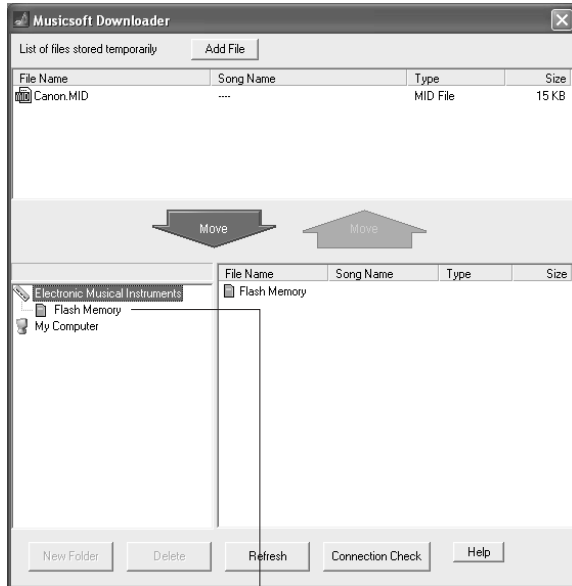 Musicsoft Downloader
List of files stored temporarily Add File
File Name Song Name Type Size
Canon.MID ---- MID File 15 KB
Move Move
File Name Song Name Type Size
Electronic Musical Instruments Flash Memory
Flash Memory
My Computer
New Folder Delete Refresh Connection Check Help